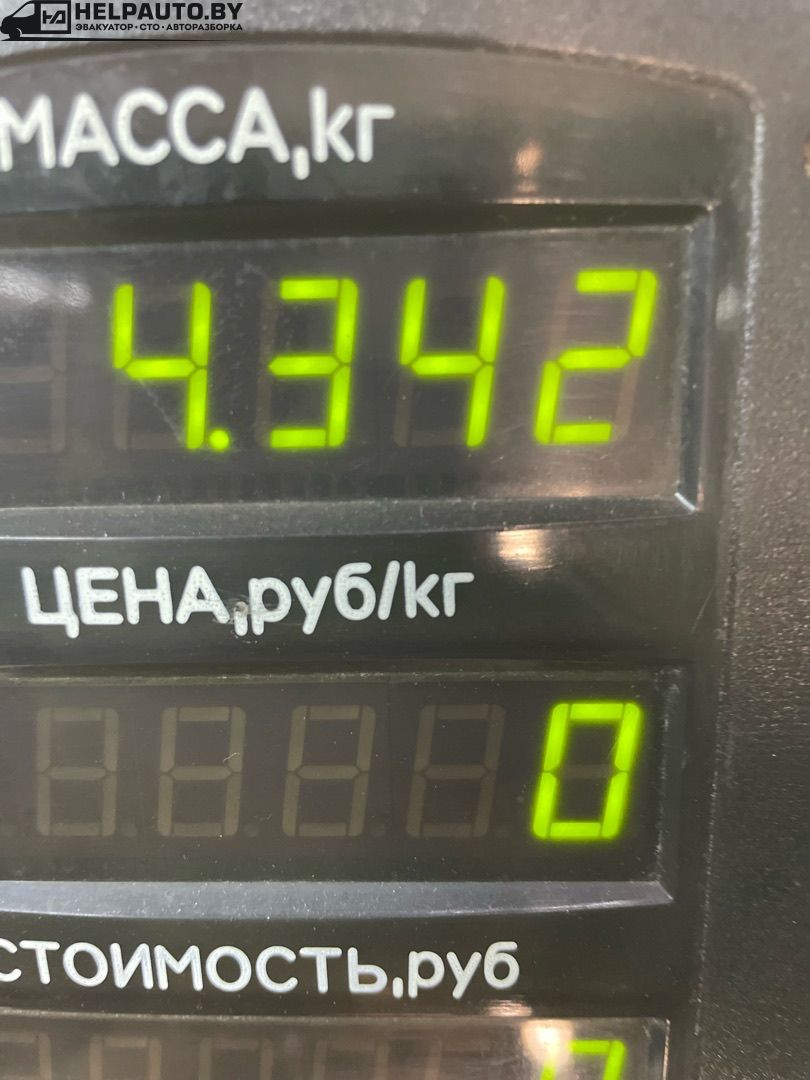 HELPAUTO.BY
ЭВАКУАТОР • СТО • АВТОРАЗБОРКА
МАССА,кг
4.342
ЦЕНА,руб/кг
0
СТОИМОСТЬ,руб